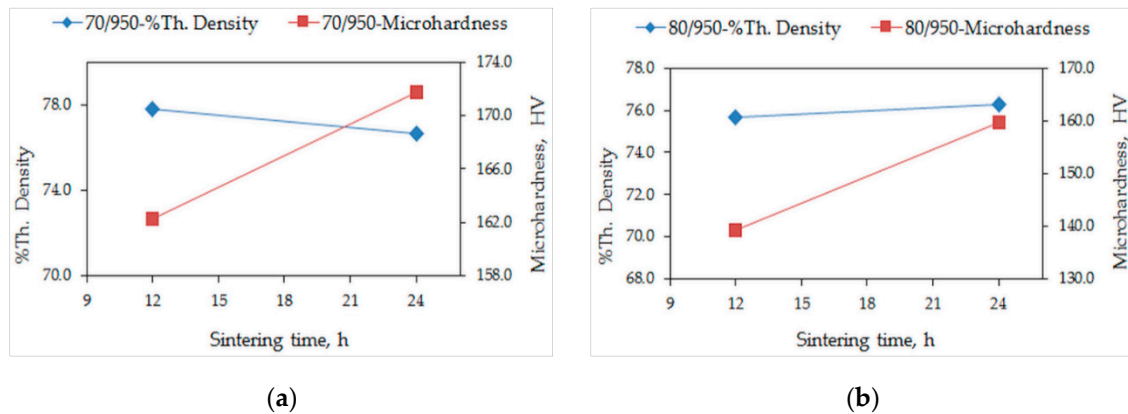 70/950-%Th. Density 70/950-Microhardness
%Th. Density
78.0
74.0
70.0
174.0
170.0
166.0
162.0
158.0
Microhardness, HV
9 12 15 18 21 24
Sintering time, h
(a)
80/950-%Th. Density 80/950-Microhardness
%Th. Density
78.0
76.0
74.0
72.0
70.0
68.0
170.0
160.0
150.0
140.0
130.0
Microhardness, HV
9 12 15 18 21 24
Sintering time, h
(b)